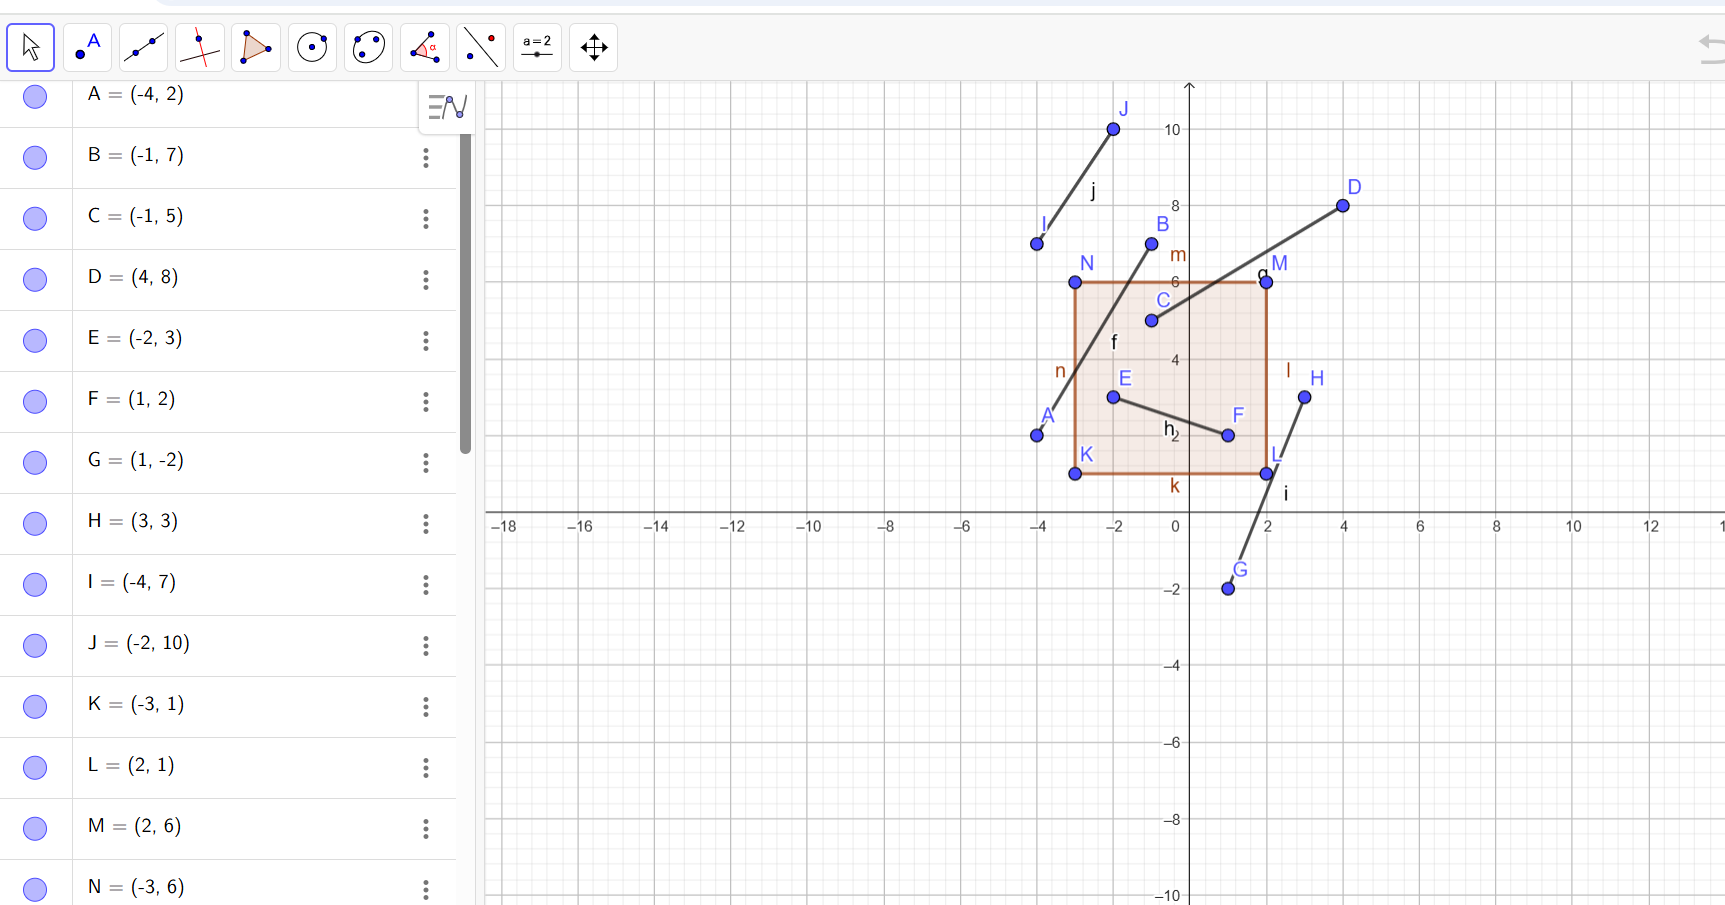 A
α
a=2
A = (-4, 2)
B = (-1, 7)
C = (-1, 5)
D = (4, 8)
E = (-2, 3)
F = (1, 2)
G = (1, -2)
H = (3, 3)
I = (-4, 7)
J = (-2, 10)
K = (-3, 1)
L = (2, 1)
M = (2, 6)
N = (-3, 6)
J
10
j
D
8
I
B
m
N
M
g
6
C
f
4
n
E
l
H
A
F
h
2
K
L
k
i
–18 –16 –14 –12 –10 –8 –6 –4 –2 0 2 4 6 8 10 12 1
G
–2
–4
–6
–8
–10